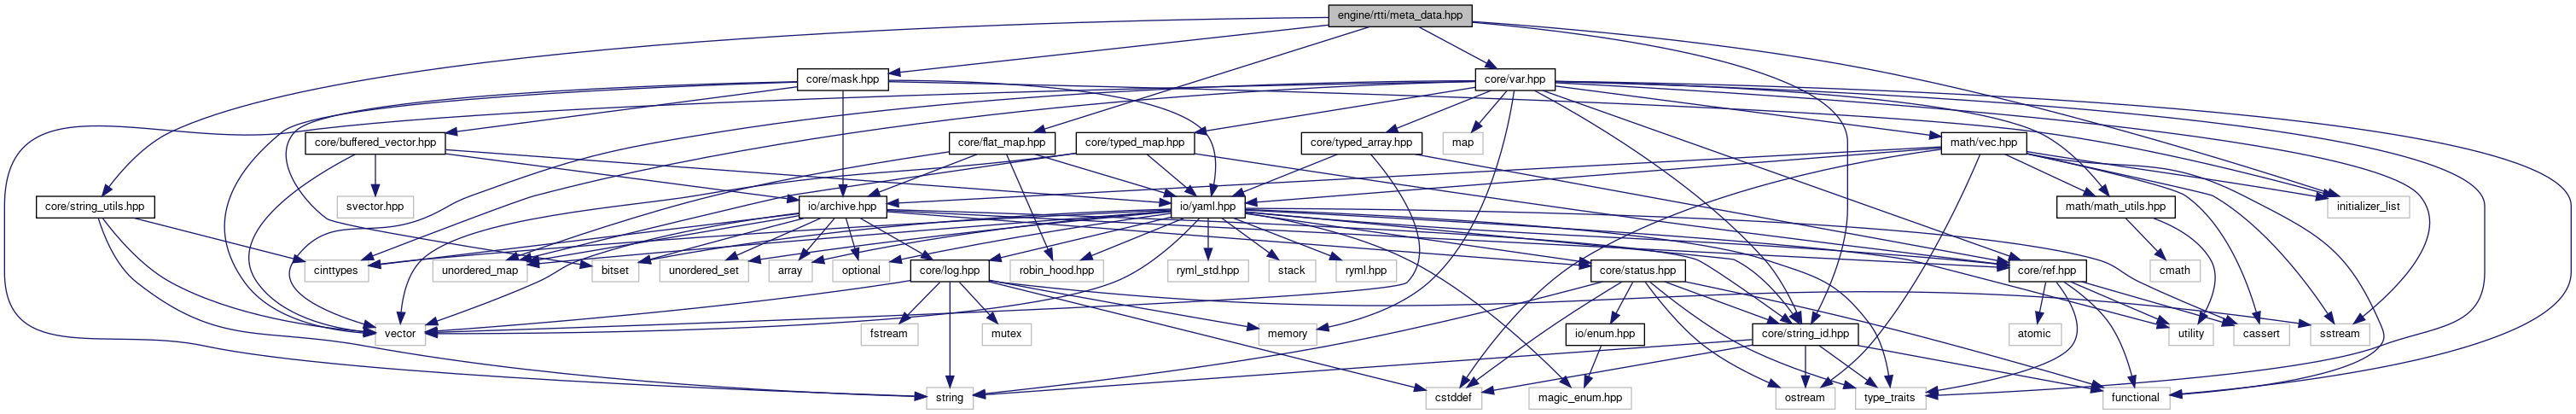 engine/rtti/meta_data.hpp
core/mask.hpp
core/var.hpp
core/buffered_vector.hpp
core/flat_map.hpp
core/typed_map.hpp
core/typed_array.hpp
map
math/vec.hpp
core/string_utils.hpp
svector.hpp
io/archive.hpp
io/yaml.hpp
math/math_utils.hpp
initializer_list
cinttypes
unordered_map
bitset
unordered_set
array
optional
core/log.hpp
robin_hood.hpp
ryml_std.hpp
stack
ryml.hpp
core/status.hpp
core/ref.hpp
cmath
vector
fstream
mutex
memory
io/enum.hpp
core/string_id.hpp
atomic
utility
cassert
sstream
string
cstddef
magic_enum.hpp
ostream
type_traits
functional